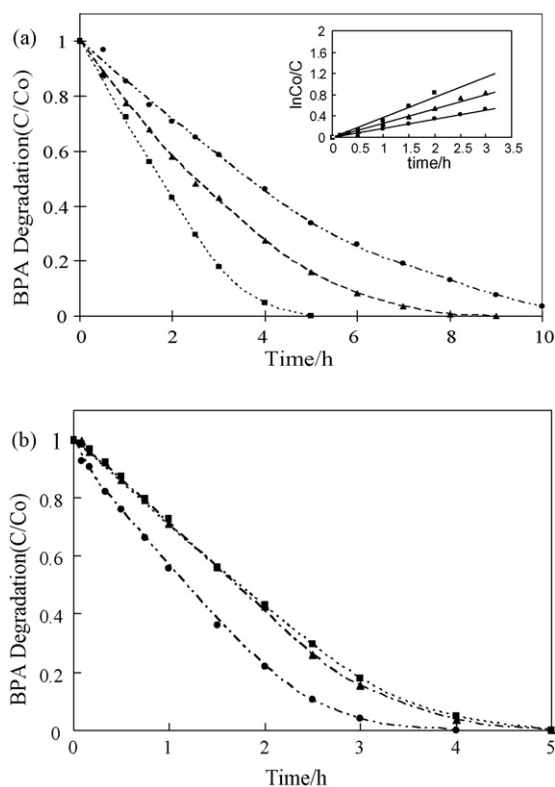 (a)
BPA Degradation(C/Co)
1
0.8
0.6
0.4
0.2
0
0 2 4 6 8 10
Time/h
lnCo/C
2
1.6
1.2
0.8
0.4
0
0 0.5 1 1.5 2 2.5 3 3.5
time/h
(b)
BPA Degradation(C/Co)
1
0.8
0.6
0.4
0.2
0
0 1 2 3 4 5
Time/h